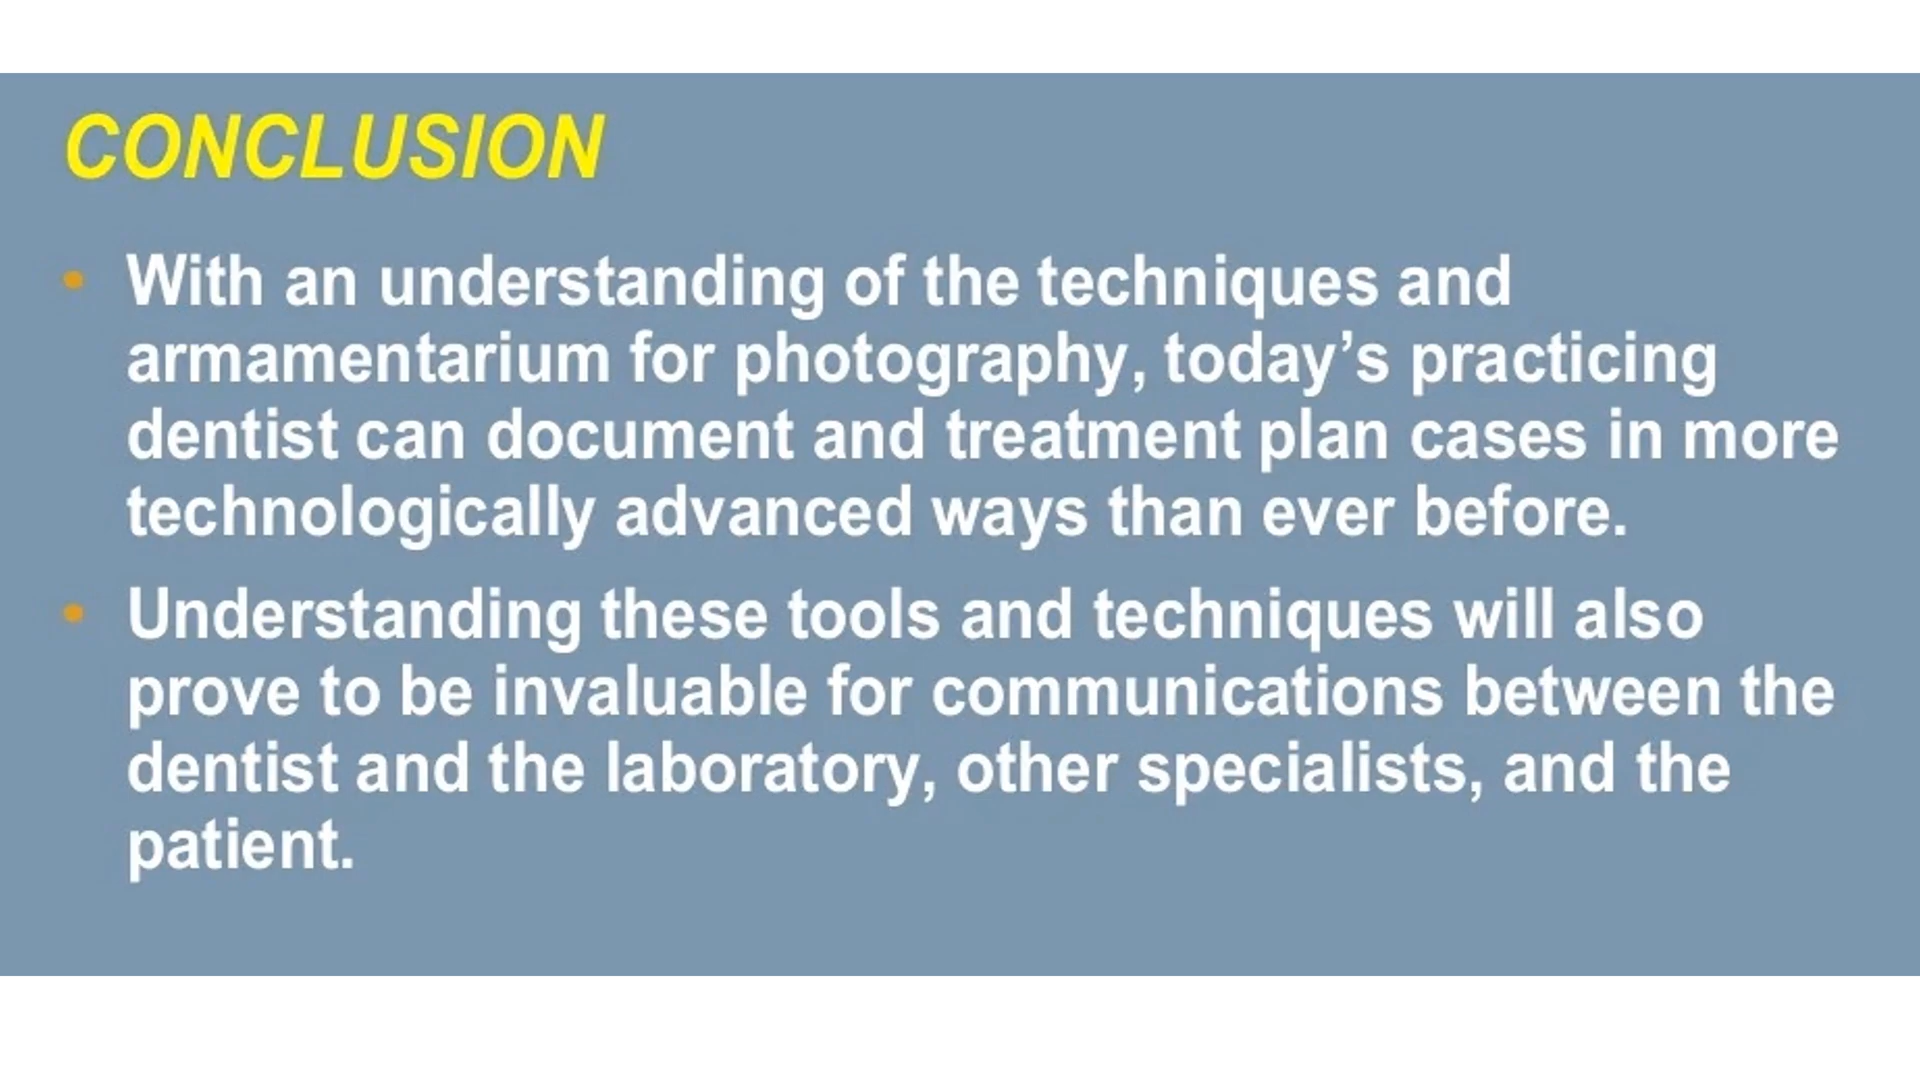 CONCLUSION
• With an understanding of the techniques and
armamentarium for photography, today’s practicing
dentist can document and treatment plan cases in more
technologically advanced ways than ever before.
• Understanding these tools and techniques will also
prove to be invaluable for communications between the
dentist and the laboratory, other specialists, and the
patient.